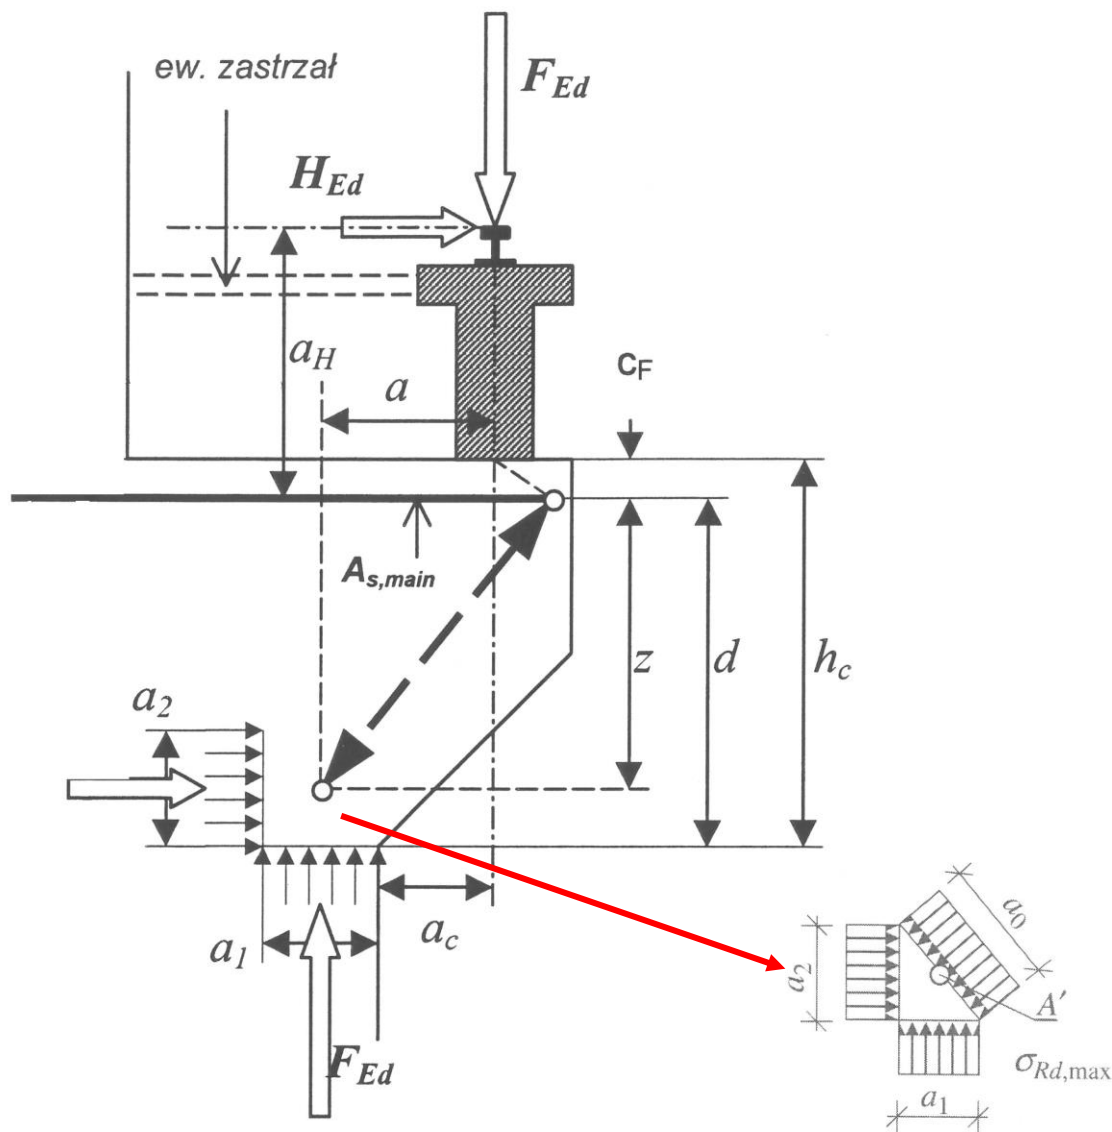 ew. zastrzał
F_Ed
H_Ed
a_H
a
c_F
A_s,main
z
d
h_c
a_2
a_1
a_c
F_Ed
a_0
a_2
A'
σ_Rd,max
a_1